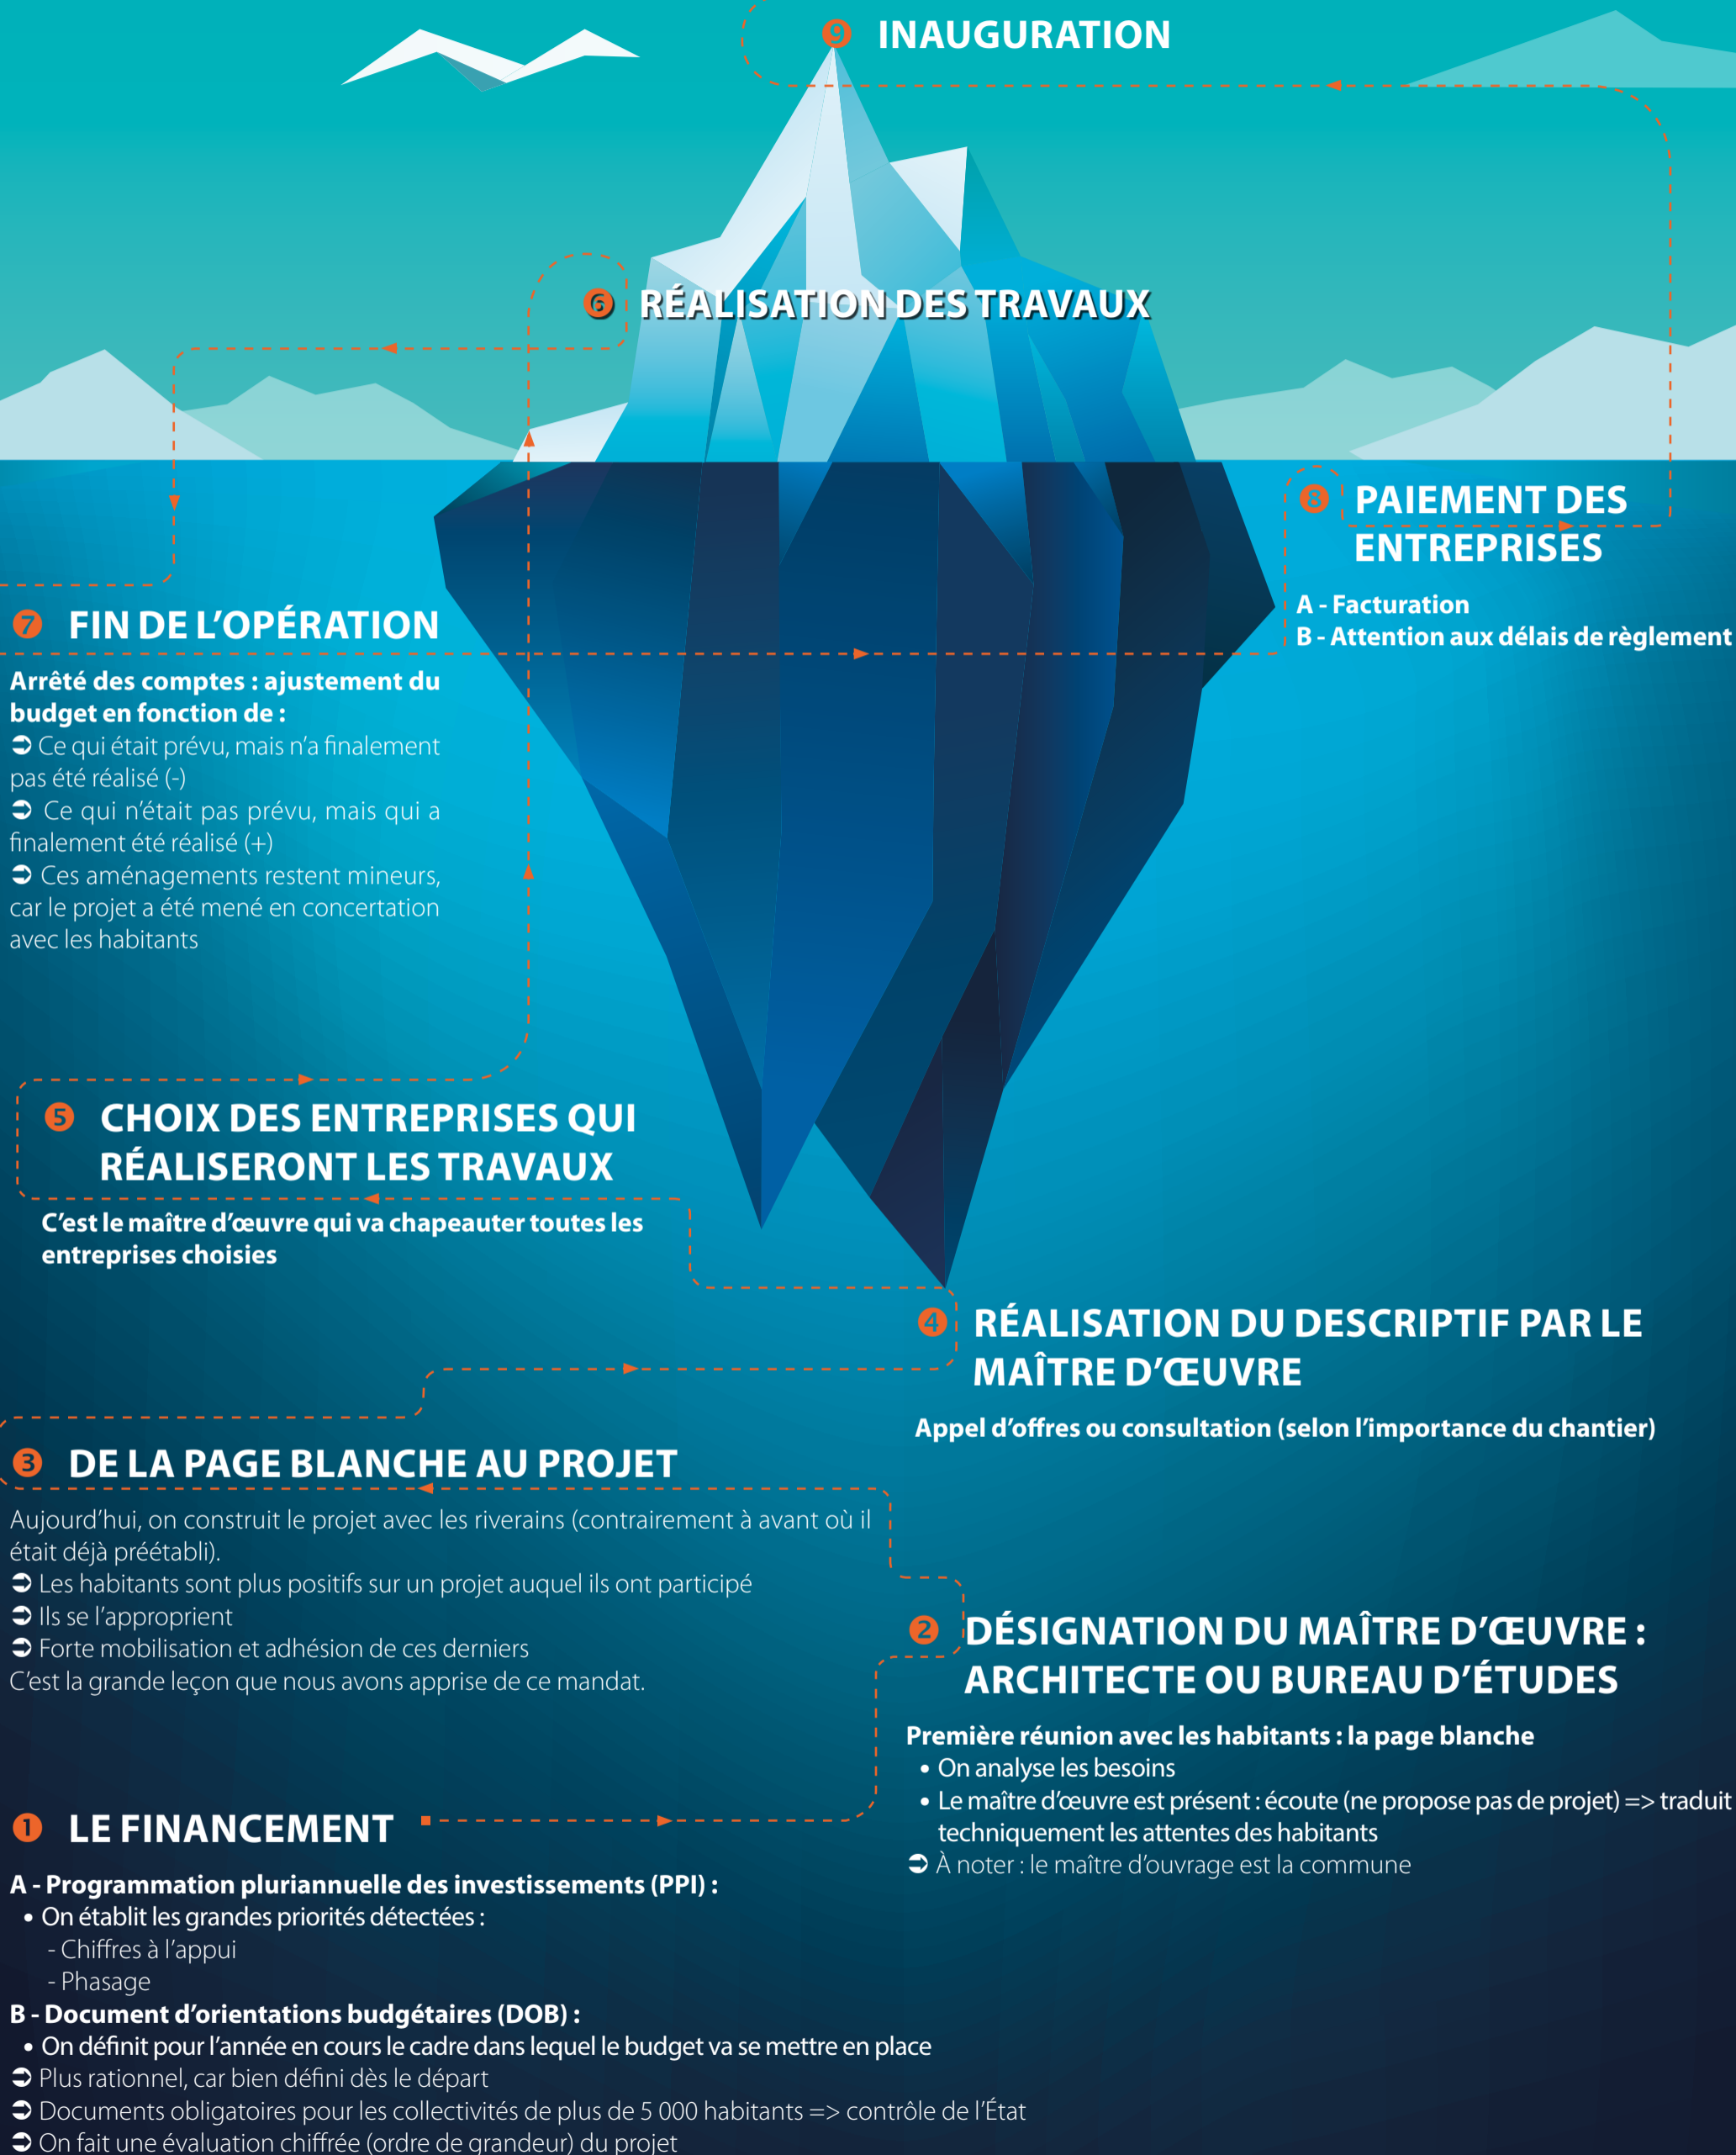 ❾ INAUGURATION
❻ RÉALISATION DES TRAVAUX
❽ PAIEMENT DES
ENTREPRISES
A - Facturation
B - Attention aux délais de règlement
❼ FIN DE L’OPÉRATION
Arrêté des comptes : ajustement du
budget en fonction de :
➲ Ce qui était prévu, mais n’a finalement
pas été réalisé (-)
➲ Ce qui n’était pas prévu, mais qui a
finalement été réalisé (+)
➲ Ces aménagements restent mineurs,
car le projet a été mené en concertation
avec les habitants
❺ CHOIX DES ENTREPRISES QUI
RÉALISERONT LES TRAVAUX
C’est le maître d’œuvre qui va chapeauter toutes les
entreprises choisies
❹ RÉALISATION DU DESCRIPTIF PAR LE
MAÎTRE D’ŒUVRE
Appel d’offres ou consultation (selon l’importance du chantier)
❸ DE LA PAGE BLANCHE AU PROJET
Aujourd’hui, on construit le projet avec les riverains (contrairement à avant où il
était déjà préétabli).
➲ Les habitants sont plus positifs sur un projet auquel ils ont participé
➲ Ils se l’approprient
➲ Forte mobilisation et adhésion de ces derniers
C’est la grande leçon que nous avons apprise de ce mandat.
❷ DÉSIGNATION DU MAÎTRE D’ŒUVRE :
ARCHITECTE OU BUREAU D’ÉTUDES
Première réunion avec les habitants : la page blanche
• On analyse les besoins
• Le maître d’œuvre est présent : écoute (ne propose pas de projet) => traduit
techniquement les attentes des habitants
➲ À noter : le maître d’ouvrage est la commune
❶ LE FINANCEMENT
A - Programmation pluriannuelle des investissements (PPI) :
• On établit les grandes priorités détectées :
- Chiffres à l’appui
- Phasage
B - Document d’orientations budgétaires (DOB) :
• On définit pour l’année en cours le cadre dans lequel le budget va se mettre en place
➲ Plus rationnel, car bien défini dès le départ
➲ Documents obligatoires pour les collectivités de plus de 5 000 habitants => contrôle de l’État
➲ On fait une évaluation chiffrée (ordre de grandeur) du projet